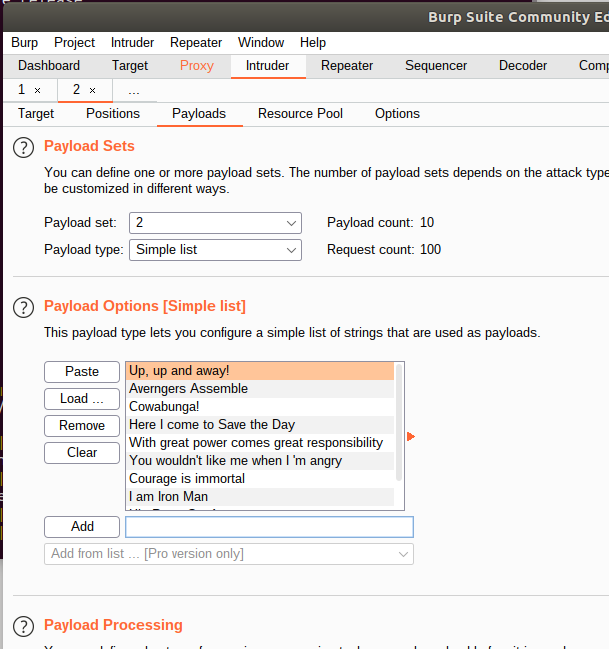 Burp Suite Community Ed
Burp Project Intruder Repeater Window Help
Dashboard Target Proxy Intruder Repeater Sequencer Decoder Comp
1 × 2 × ...
Target Positions Payloads Resource Pool Options
? Payload Sets
You can define one or more payload sets. The number of payload sets depends on the attack type
be customized in different ways.
Payload set: 2 Payload count: 10
Payload type: Simple list Request count: 100
? Payload Options [Simple list]
This payload type lets you configure a simple list of strings that are used as payloads.
Paste
Load ...
Remove
Clear
Up, up and away!
Awerngers Assemble
Cowabunga!
Here I come to Save the Day
With great power comes great responsibility
You wouldn't like me when I 'm angry
Courage is immortal
I am Iron Man
Add
Add from list ... [Pro version only]
? Payload Processing